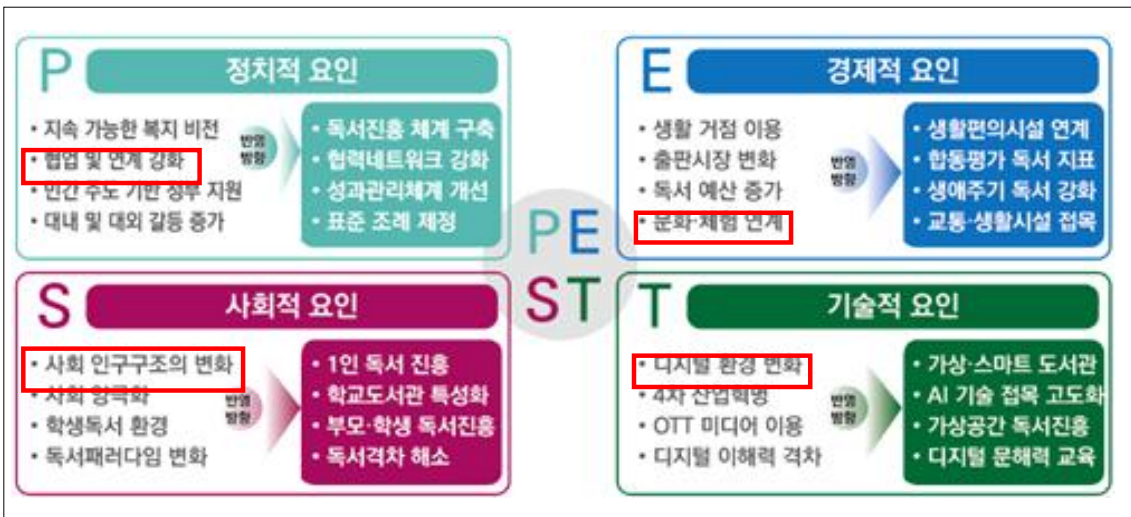 P 정치적 요인
• 지속 가능한 복지 비전
• 협업 및 연계 강화
• 민간 주도 기반 정부 지원
• 대내 및 대외 갈등 증가
반영
방향
• 독서진흥 체계 구축
• 협력네트워크 강화
• 성과관리체계 개선
• 표준 조례 제정
E 경제적 요인
• 생활 거점 이용
• 출판시장 변화
• 독서 예산 증가
• 문화·체험 연계
반영
방향
• 생활편의시설 연계
• 합동평가 독서 지표
• 생애주기 독서 강화
• 교통·생활시설 접목
PE
ST
S 사회적 요인
• 사회 인구구조의 변화
• 사회 양극화
• 학생독서 환경
• 독서패러다임 변화
반영
방향
• 1인 독서 진흥
• 학교도서관 특성화
• 부모·학생 독서진흥
• 독서격차 해소
T 기술적 요인
• 디지털 환경 변화
• 4차 산업혁명
• OTT 미디어 이용
• 디지털 이해력 격차
반영
방향
• 가상·스마트 도서관
• AI 기술 접목 고도화
• 가상공간 독서진흥
• 디지털 문해력 교육